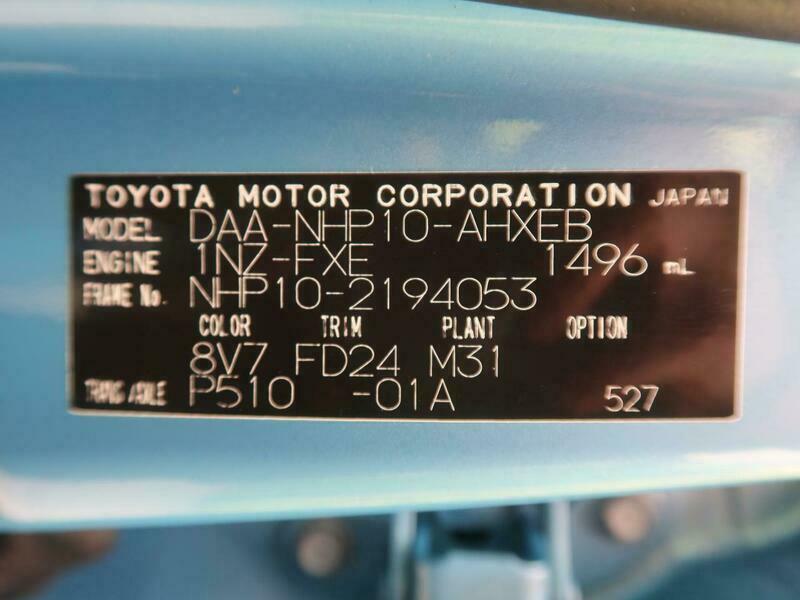 TOYOTA MOTOR CORPORATION JAPAN
MODEL DAA-NHP10-AHXEB
ENGINE 1NZ-FXE 1496 mL
FRAME No. NHP10-2194053
COLOR TRIM PLANT OPTION
8V7 FD24 M31
TRANS/AXLE P510 -01A 527